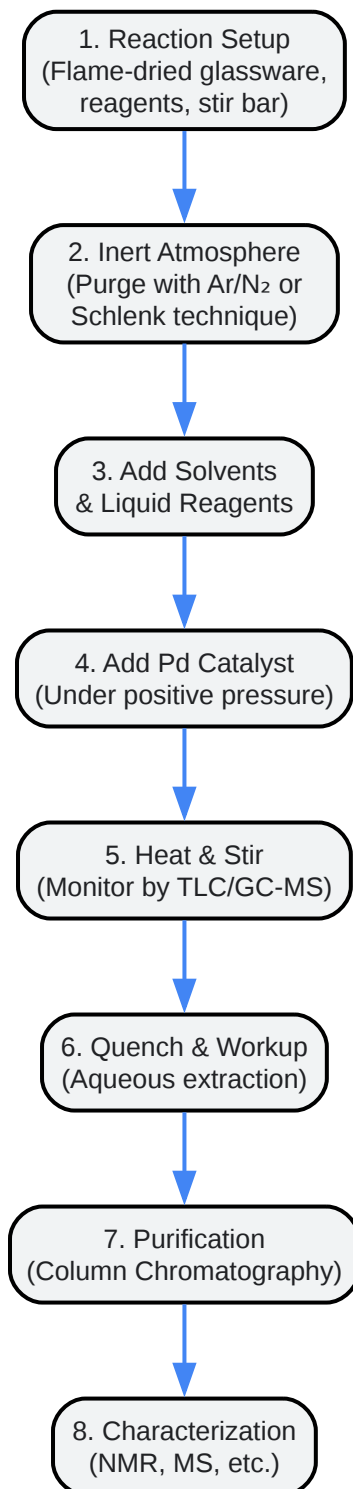 1. Reaction Setup
(Flame-dried glassware,
reagents, stir bar)
2. Inert Atmosphere
(Purge with Ar/N₂ or
Schlenk technique)
3. Add Solvents
& Liquid Reagents
4. Add Pd Catalyst
(Under positive pressure)
5. Heat & Stir
(Monitor by TLC/GC-MS)
6. Quench & Workup
(Aqueous extraction)
7. Purification
(Column Chromatography)
8. Characterization
(NMR, MS, etc.)